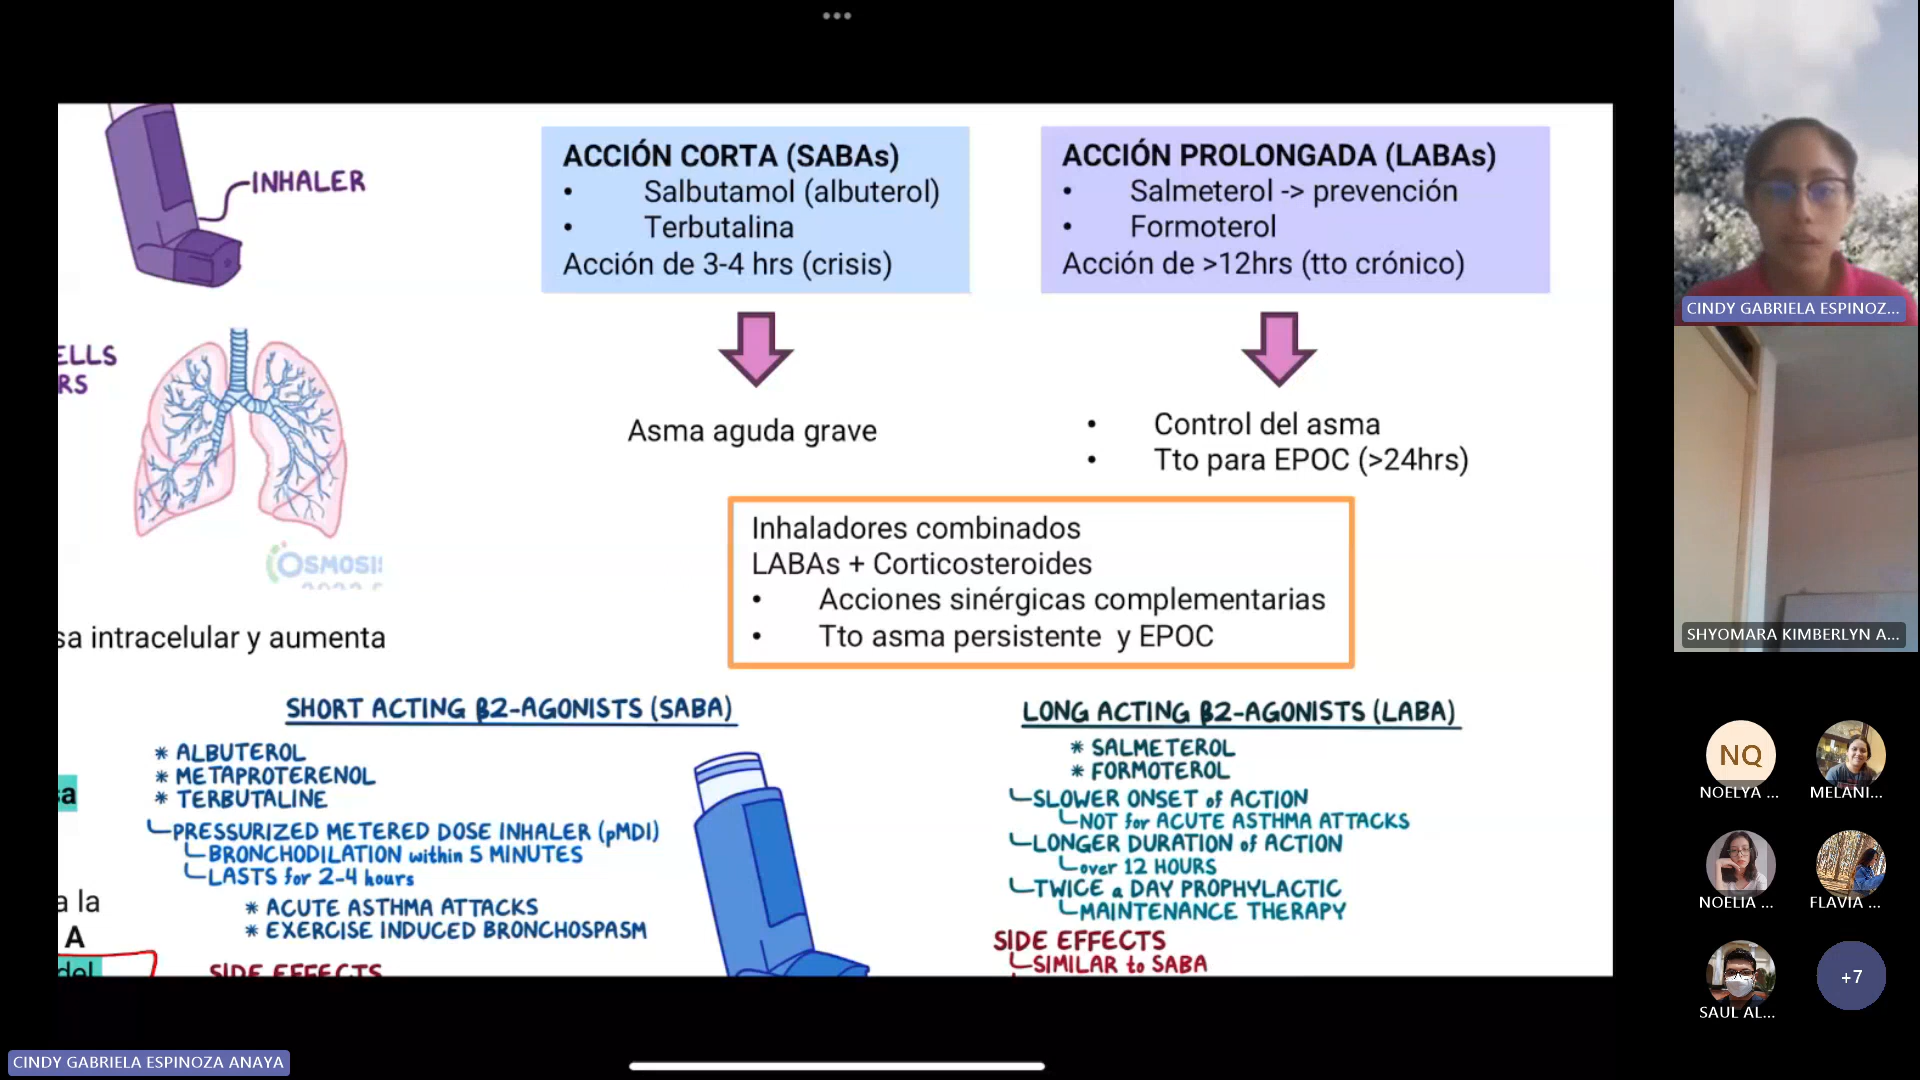 INHALER
ELLS
RS
OSMOSI
sa intracelular y aumenta
ACCIÓN CORTA (SABAs)
• Salbutamol (albuterol)
• Terbutalina
Acción de 3-4 hrs (crisis)
ACCIÓN PROLONGADA (LABAs)
• Salmeterol -> prevención
• Formoterol
Acción de >12hrs (tto crónico)
Asma aguda grave
• Control del asma
• Tto para EPOC (>24hrs)
Inhaladores combinados
LABAs + Corticosteroides
• Acciones sinérgicas complementarias
• Tto asma persistente y EPOC
sa
a la
A
del
SHORT ACTING β2-AGONISTS (SABA)
* ALBUTEROL
* METAPROTERENOL
* TERBUTALINE
PRESSURIZED METERED DOSE INHALER (pMDI)
BRONCHODILATION within 5 MINUTES
LASTS for 2-4 hours
* ACUTE ASTHMA ATTACKS
* EXERCISE INDUCED BRONCHOSPASM
SIDE EFFECTS
LONG ACTING β2-AGONISTS (LABA)
* SALMETEROL
* FORMOTEROL
SLOWER ONSET of ACTION
NOT for ACUTE ASTHMA ATTACKS
LONGER DURATION of ACTION
over 12 HOURS
TWICE a DAY PROPHYLACTIC
MAINTENANCE THERAPY
SIDE EFFECTS
SIMILAR to SABA
CINDY GABRIELA ESPINOZ...
SHYOMARA KIMBERLYN A...
NQ
NOELYA ...
MELANI...
NOELIA ...
FLAVIA ...
SAUL AL...
+7
CINDY GABRIELA ESPINOZA ANAYA